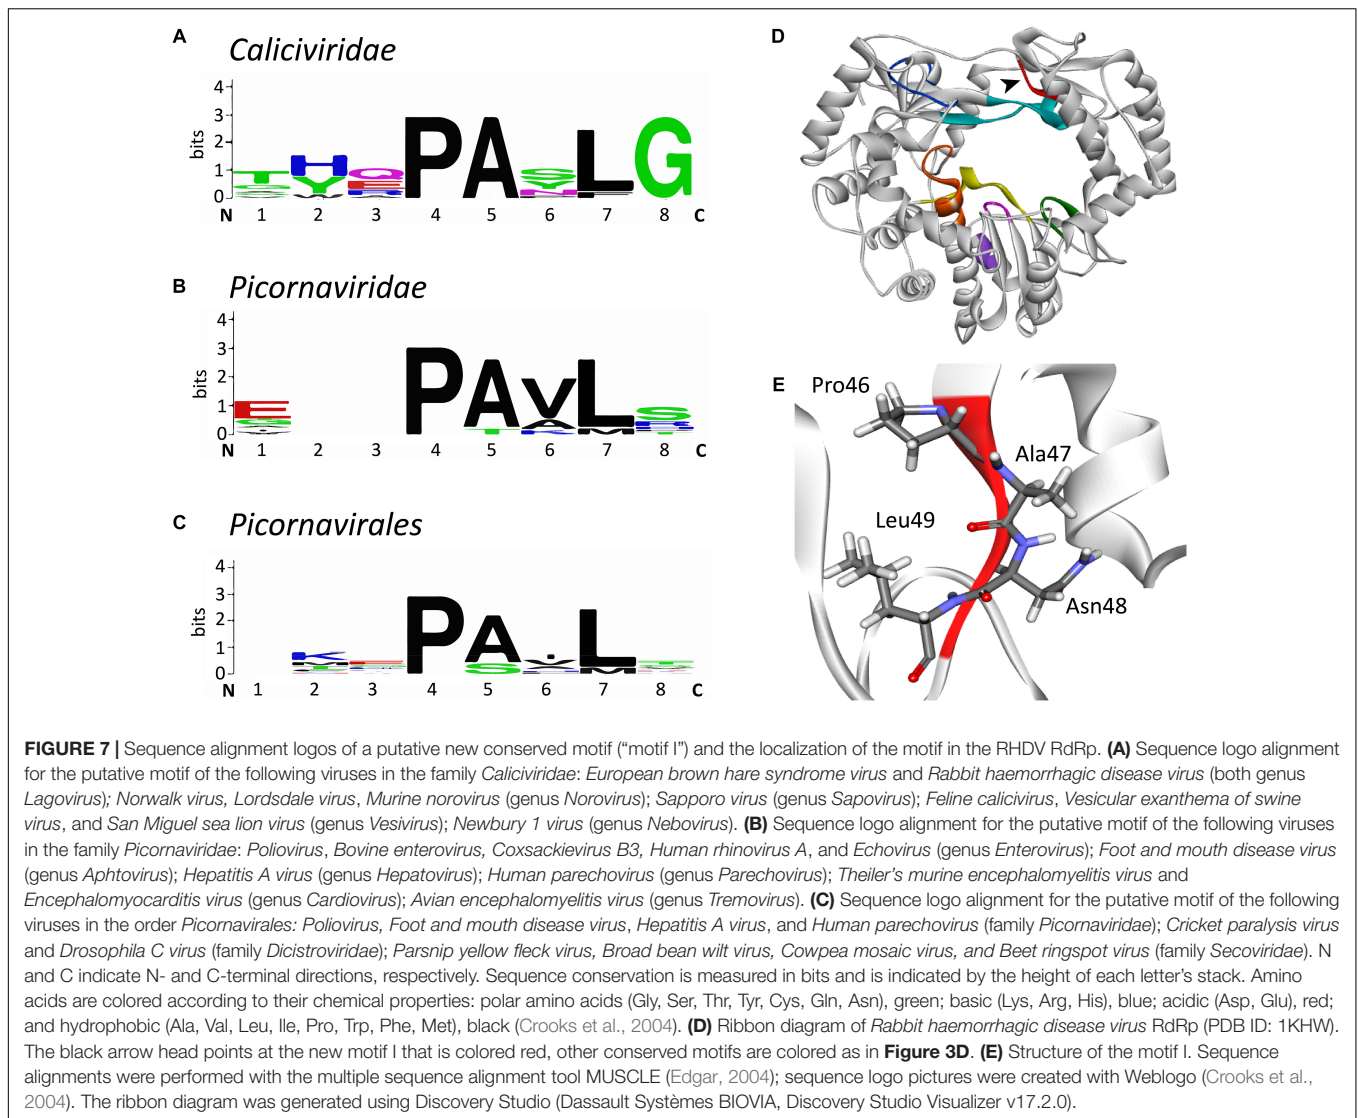 A
Caliciviridae
bits
4
3
2
1
0
T H Q P A S L G
N 1 2 3 4 5 6 7 8 C
B
Picornaviridae
bits
4
3
2
1
0
E P A V L S
N 1 2 3 4 5 6 7 8 C
C
Picornavirales
bits
4
3
2
1
0
K P A L
S M
N 1 2 3 4 5 6 7 8 C
D
E
Pro46
Ala47
Leu49
Asn48
FIGURE 7 | Sequence alignment logos of a putative new conserved motif (“motif I”) and the localization of the motif in the RHDV RdRp. (A) Sequence logo alignment
for the putative motif of the following viruses in the family Caliciviridae: European brown hare syndrome virus and Rabbit haemorrhagic disease virus (both genus
Lagovirus); Norwalk virus, Lordsdale virus, Murine norovirus (genus Norovirus); Sapporo virus (genus Sapovirus); Feline calicivirus, Vesicular exanthema of swine
virus, and San Miguel sea lion virus (genus Vesivirus); Newbury 1 virus (genus Nebovirus). (B) Sequence logo alignment for the putative motif of the following viruses
in the family Picornaviridae: Poliovirus, Bovine enterovirus, Coxsackievirus B3, Human rhinovirus A, and Echovirus (genus Enterovirus); Foot and mouth disease virus
(genus Aphtovirus); Hepatitis A virus (genus Hepatovirus); Human parechovirus (genus Parechovirus); Theiler’s murine encephalomyelitis virus and
Encephalomyocarditis virus (genus Cardiovirus); Avian encephalomyelitis virus (genus Tremovirus). (C) Sequence logo alignment for the putative motif of the following
viruses in the order Picornavirales: Poliovirus, Foot and mouth disease virus, Hepatitis A virus, and Human parechovirus (family Picornaviridae); Cricket paralysis virus
and Drosophila C virus (family Dicistroviridae); Parsnip yellow fleck virus, Broad bean wilt virus, Cowpea mosaic virus, and Beet ringspot virus (family Secoviridae). N
and C indicate N- and C-terminal directions, respectively. Sequence conservation is measured in bits and is indicated by the height of each letter’s stack. Amino
acids are colored according to their chemical properties: polar amino acids (Gly, Ser, Thr, Tyr, Cys, Gln, Asn), green; basic (Lys, Arg, His), blue; acidic (Asp, Glu), red;
and hydrophobic (Ala, Val, Leu, Ile, Pro, Trp, Phe, Met), black (Crooks et al., 2004). (D) Ribbon diagram of Rabbit haemorrhagic disease virus RdRp (PDB ID: 1KHW).
The black arrow head points at the new motif I that is colored red, other conserved motifs are colored as in Figure 3D. (E) Structure of the motif I. Sequence
alignments were performed with the multiple sequence alignment tool MUSCLE (Edgar, 2004); sequence logo pictures were created with Weblogo (Crooks et al.,
2004). The ribbon diagram was generated using Discovery Studio (Dassault Systèmes BIOVIA, Discovery Studio Visualizer v17.2.0).